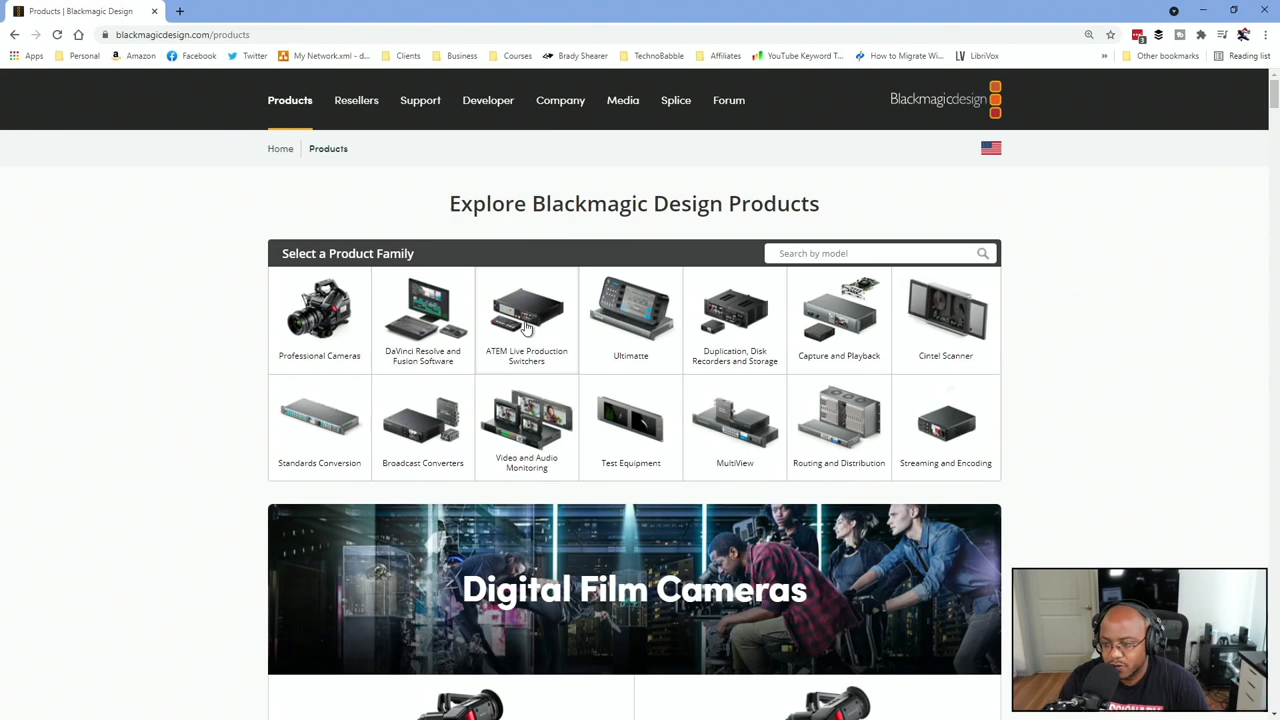 Products | Blackmagic Design
blackmagicdesign.com/products
3
Apps
Personal
Amazon
Facebook
Twitter
My Network.xml - d...
Clients
Business
Courses
Brady Shearer
TechnoBabble
Affiliates
YouTube Keyword T...
How to Migrate Wi...
LibriVox
»
Other bookmarks
Reading list
Products
Resellers
Support
Developer
Company
Media
Splice
Forum
Blackmagicdesign
Home
Products
Explore Blackmagic Design Products
Select a Product Family
Search by model
Professional Cameras
DaVinci Resolve and
Fusion Software
ATEM Live Production
Switchers
Ultimatte
Duplication, Disk
Recorders and Storage
Capture and Playback
Cintel Scanner
Standards Conversion
Broadcast Converters
Video and Audio
Monitoring
Test Equipment
MultiView
Routing and Distribution
Streaming and Encoding
Digital Film Cameras